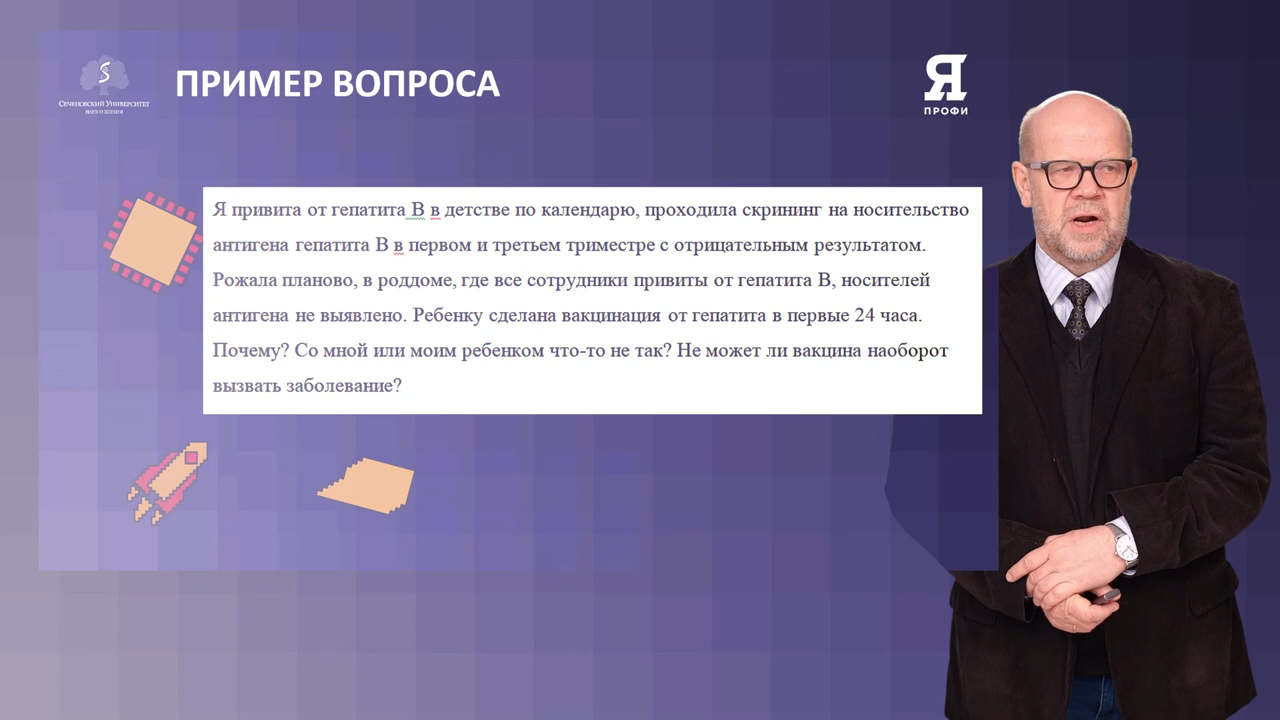 СЕЧЕНОВСКИЙ УНИВЕРСИТЕТ
НАУК О ЖИЗНИ
ПРИМЕР ВОПРОСА
Я
ПРОФИ
Я привита от гепатита В в детстве по календарю, проходила скрининг на носительство
антигена гепатита В в первом и третьем триместре с отрицательным результатом.
Рожала планово, в роддоме, где все сотрудники привиты от гепатита В, носителей
антигена не выявлено. Ребенку сделана вакцинация от гепатита в первые 24 часа.
Почему? Со мной или моим ребенком что-то не так? Не может ли вакцина наоборот
вызвать заболевание?